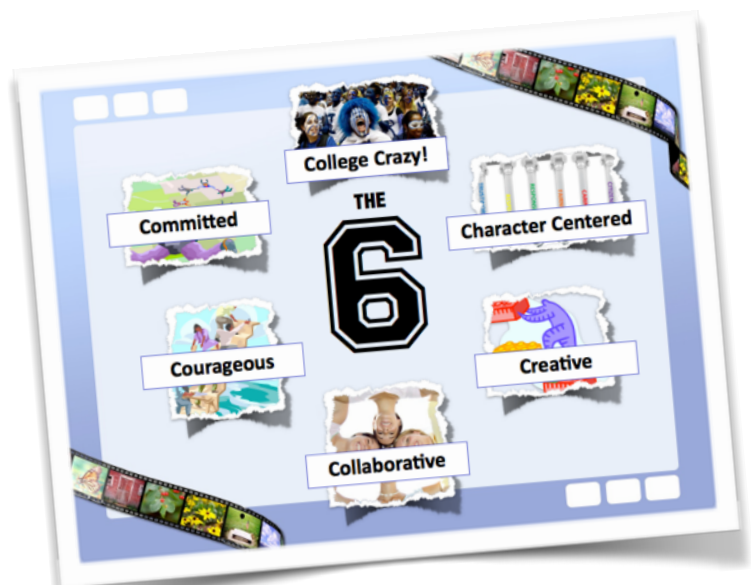 College Crazy!
THE
6
Committed
Character Centered
Courageous
Creative
Collaborative